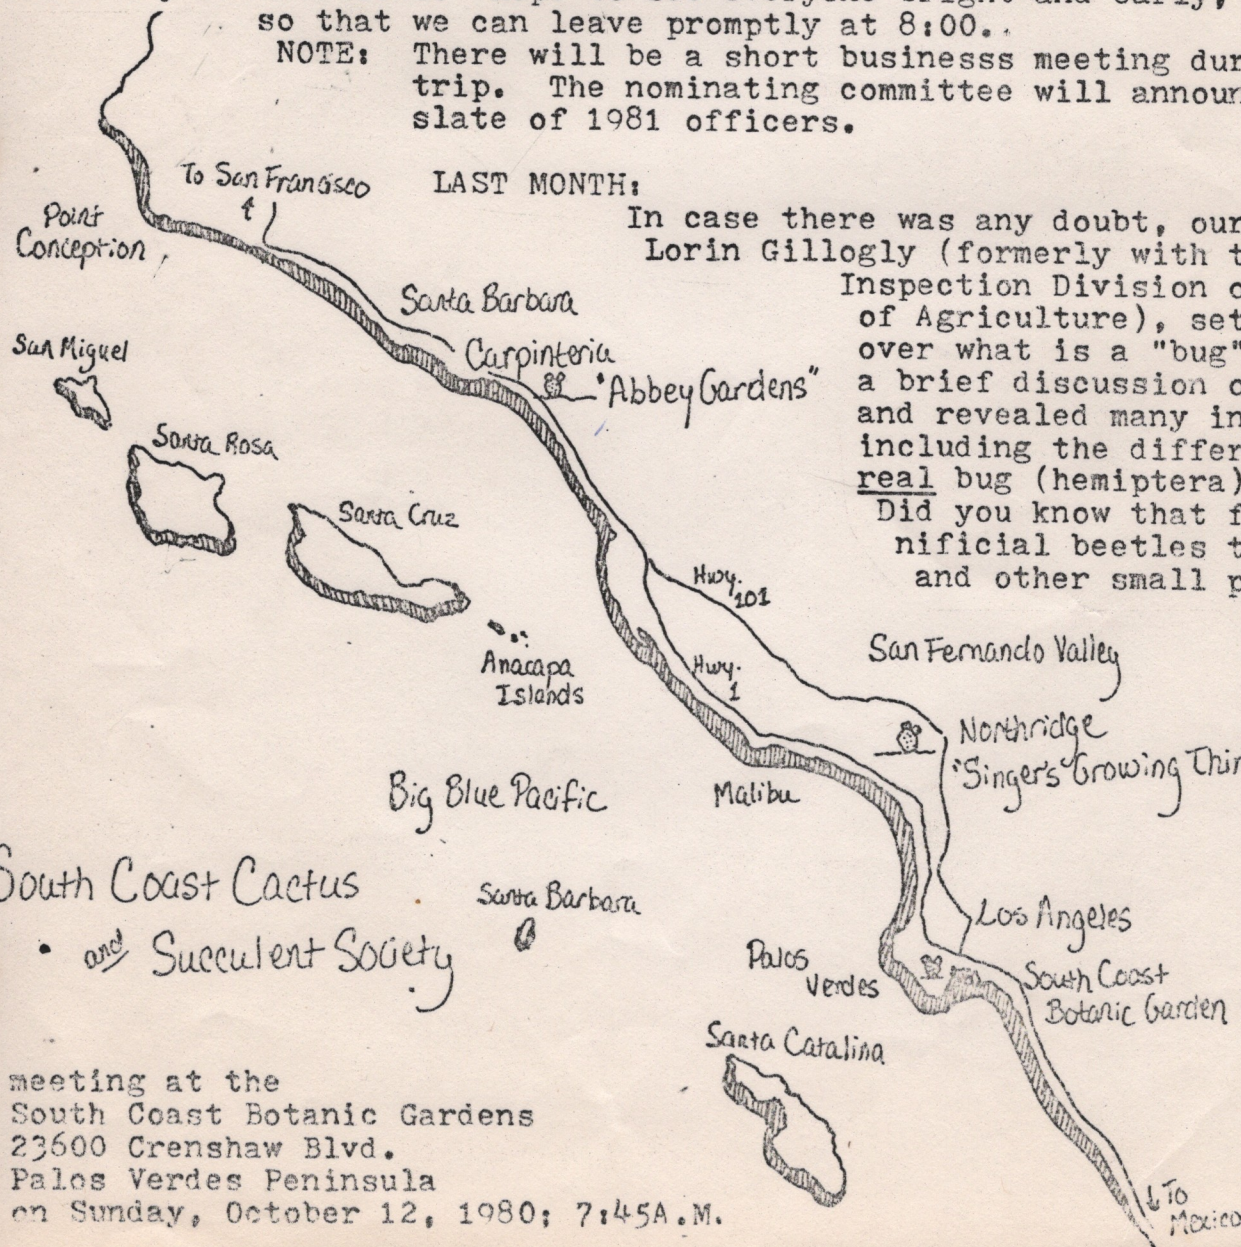 so that we can leave promptly at 8:00.
NOTE: There will be a short businesss meeting dur
trip. The nominating committee will announ
slate of 1981 officers.
To San Francisco
LAST MONTH:
Point
Conception
In case there was any doubt, our
Lorin Gillogly (formerly with t
Inspection Division o
of Agriculture), set
over what is a "bug"
a brief discussion o
and revealed many in
including the differ
real bug (hemiptera)
Did you know that f
nificial beetles t
and other small p
Santa Barbara
San Miguel
Carpinteria
"Abbey Gardens"
Santa Rosa
Santa Cruz
Hwy.
101
Anacapa
Islands
Hwy.
1
San Fernando Valley
Northridge
"Singer's Growing Thin
Big Blue Pacific
Malibu
South Coast Cactus
and Succulent Society
Santa Barbara
Los Angeles
Palos
Verdes
South Coast
Botanic Garden
Santa Catalina
meeting at the
South Coast Botanic Gardens
23600 Crenshaw Blvd.
Palos Verdes Peninsula
on Sunday, October 12, 1980; 7:45A.M.
To
Mexico